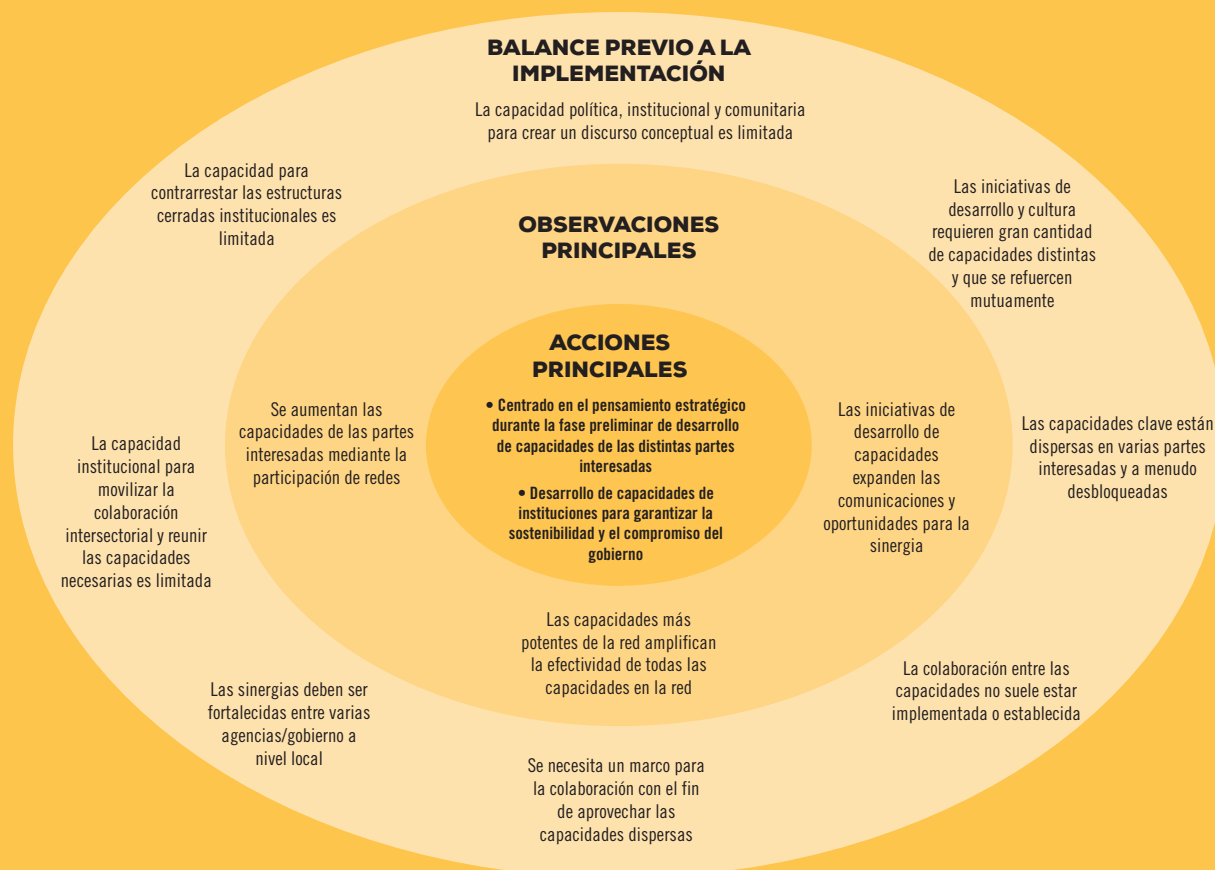 BALANCE PREVIO A LA
IMPLEMENTACIÓN
La capacidad política, institucional y comunitaria
para crear un discurso conceptual es limitada
La capacidad para
contrarrestar las estructuras
cerradas institucionales es
limitada
Las iniciativas de
desarrollo y cultura
requieren gran cantidad
de capacidades distintas
y que se refuercen
mutuamente
OBSERVACIONES
PRINCIPALES
ACCIONES
PRINCIPALES
• Centrado en el pensamiento estratégico
durante la fase preliminar de desarrollo
de capacidades de las distintas partes
interesadas
• Desarrollo de capacidades de
instituciones para garantizar la
sostenibilidad y el compromiso del
gobierno
Se aumentan las
capacidades de las partes
interesadas mediante la
participación de redes
Las iniciativas de
desarrollo de
capacidades
expanden las
comunicaciones y
oportunidades para la
sinergia
La capacidad
institucional para
movilizar la
colaboración
intersectorial y reunir
las capacidades
necesarias es limitada
Las capacidades clave están
dispersas en varias partes
interesadas y a menudo
desbloqueadas
Las capacidades más
potentes de la red amplifican
la efectividad de todas las
capacidades en la red
Las sinergias deben ser
fortalecidas entre varias
agencias/gobierno a
nivel local
La colaboración entre las
capacidades no suele estar
implementada o establecida
Se necesita un marco para
la colaboración con el fin
de aprovechar las
capacidades dispersas